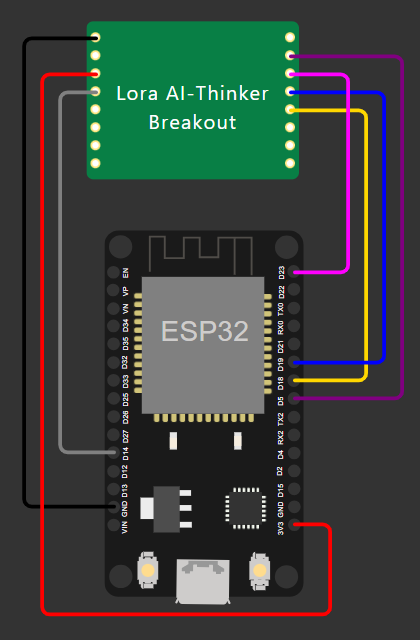 Lora AI-Thinker
Breakout
ESP32
EN
VP
VN
D34
D35
D32
D33
D25
D26
D27
D14
D12
D13
GND
VIN
D23
D22
TX0
RX0
D21
D19
D18
D5
TX2
RX2
D4
D2
D15
GND
3V3